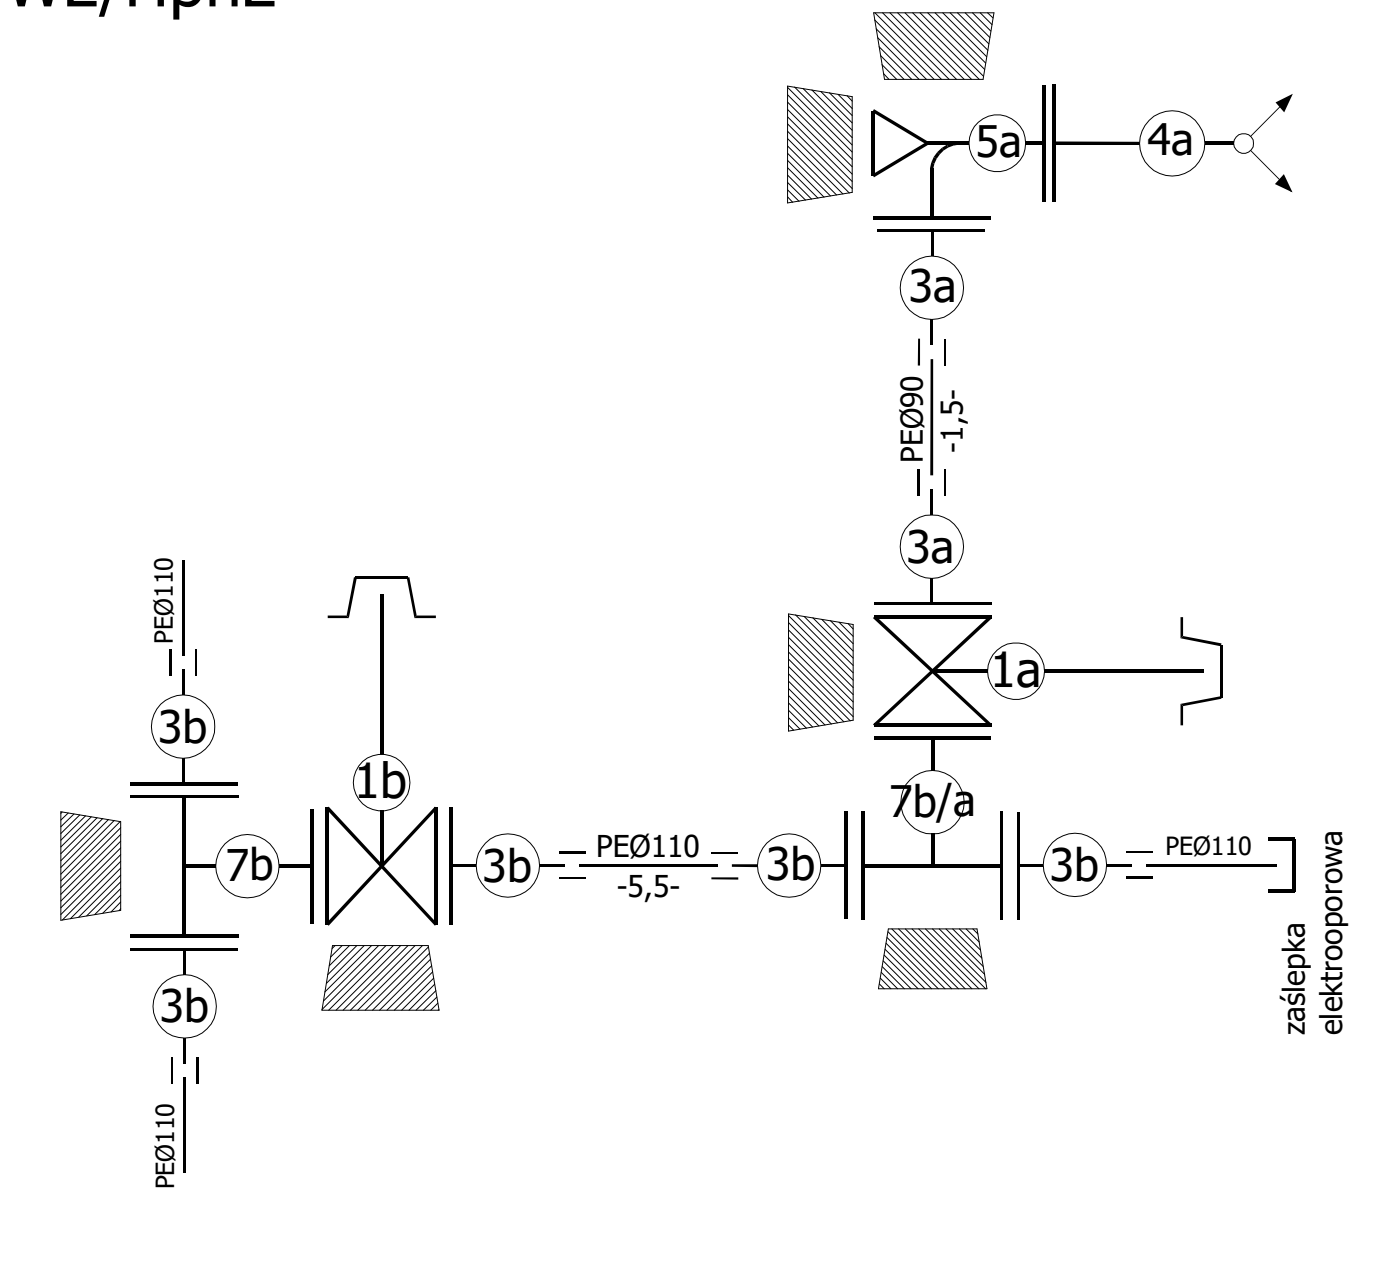 5a
4a
3a
PEØ90
-1,5-
3a
PEØ110
3b
1b
1a
7b/a
7b
3b
PEØ110
-5,5-
3b
3b
PEØ110
zaślepka
elektrooporowa
3b
PEØ110